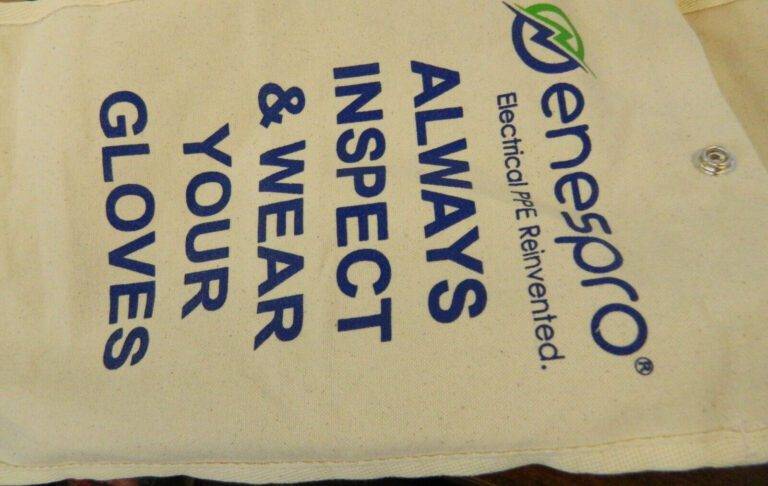 enespro®
Electrical PPE Reinvented.
ALWAYS
INSPECT
& WEAR
YOUR
GLOVES